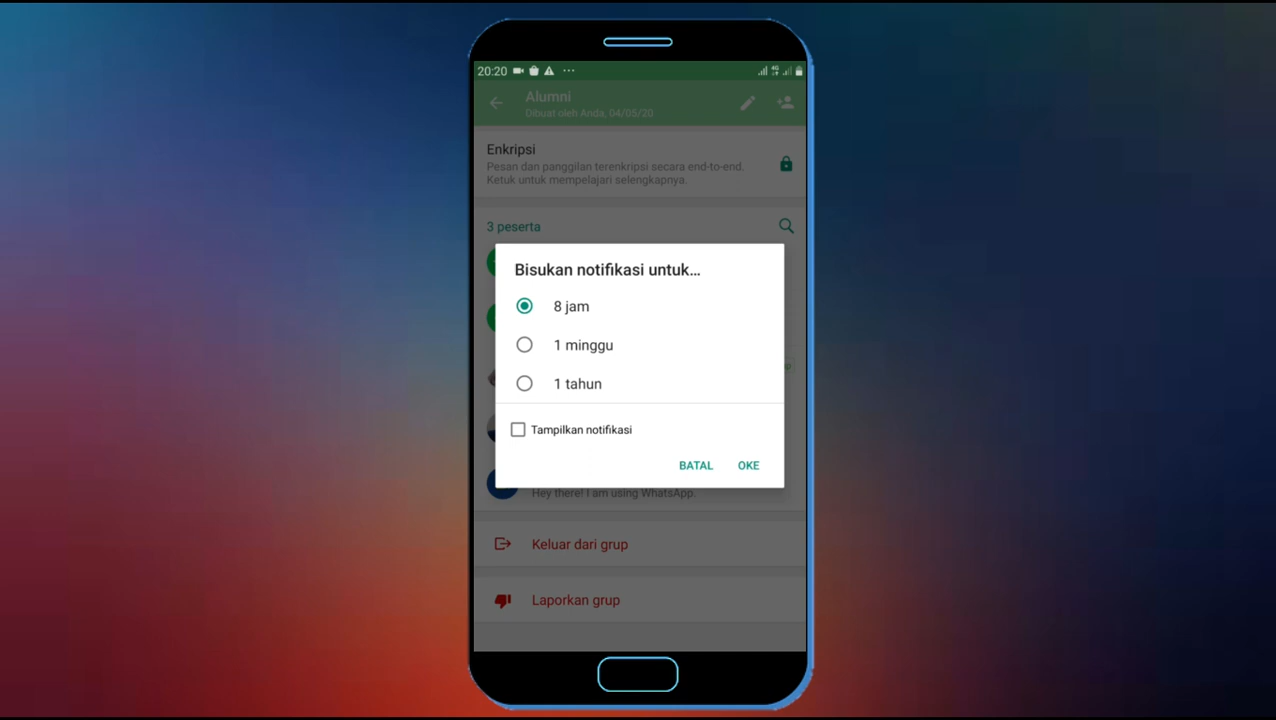 20:20
Alumni
Dibuat oleh Anda, 04/05/20
Enkripsi
Pesan dan panggilan terenkripsi secara end-to-end.
Ketuk untuk mempelajari selengkapnya.
3 peserta
Bisukan notifikasi untuk...
8 jam
1 minggu
1 tahun
Tampilkan notifikasi
BATAL OKE
Hey there! I am using WhatsApp.
Keluar dari grup
Laporkan grup